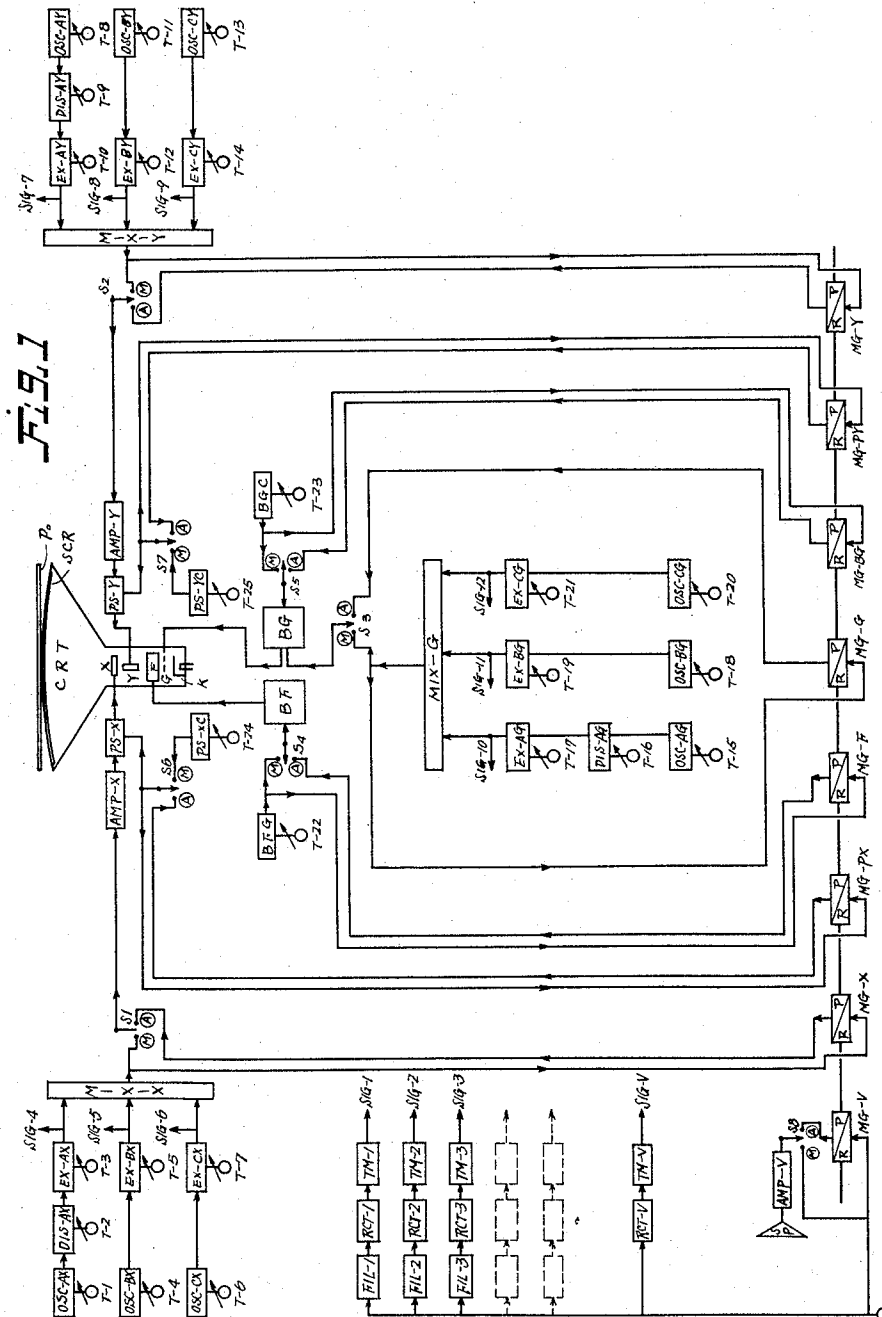 Fig.1
OSC-AY
T-8
DIS-AY
T-9
EX-AY
T-10
SIG-7
OSC-BY
T-11
EX-BY
T-12
SIG-8
OSC-CY
T-13
EX-CY
T-14
SIG-9
M-I-X-Y
S2
M
A
Po
SCR
CRT
AMP-Y
PS-Y
X
Y
F
G
K
PS-X
AMP-X
S7
A
M
PS-YC
T-25
BGC
T-23
M
A
S5
BG
M
A
S3
BF
S4
M
A
BFG
T-22
PS-XC
T-24
S6
M
A
S1
M
A
M-I-X-X
SIG-4
EX-AX
T-3
DIS-AX
T-2
OSC-AX
T-1
SIG-5
EX-BX
T-5
OSC-BX
T-4
SIG-6
EX-CX
T-7
OSC-CX
T-6
MIX-G
SIG-10
EX-AG
T-17
DIS-AG
T-16
OSC-AG
T-15
SIG-11
EX-BG
T-19
OSC-BG
T-18
SIG-12
EX-CG
T-21
OSC-CG
T-20
FIL-1
RCT-1
TM-1
SIG-1
FIL-2
RCT-2
TM-2
SIG-2
FIL-3
RCT-3
TM-3
SIG-3
RCT-V
TM-V
SIG-V
SP
AMP-V
S8
M
A
R/P
MG-V
R/P
MG-X
R/P
MG-PX
R/P
MG-F
R/P
MG-G
R/P
MG-BG
R/P
MG-PY
R/P
MG-Y